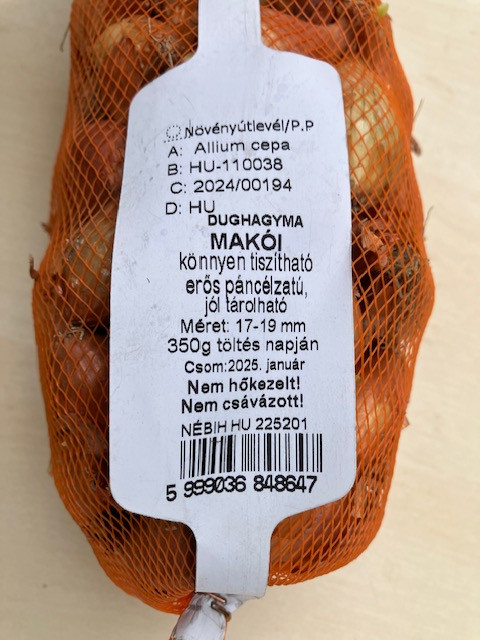 Növényútlevél/P.P
A: Allium cepa
B: HU-110038
C: 2024/00194
D: HU
DUGHAGYMA
MAKÓI
könnyen tiszítható
erős páncélzatú,
jól tárolható
Méret: 17-19 mm
350g töltés napján
Csom:2025. január
Nem hőkezelt!
Nem csávázott!
NÉBIH HU 225201
5 999036 848647